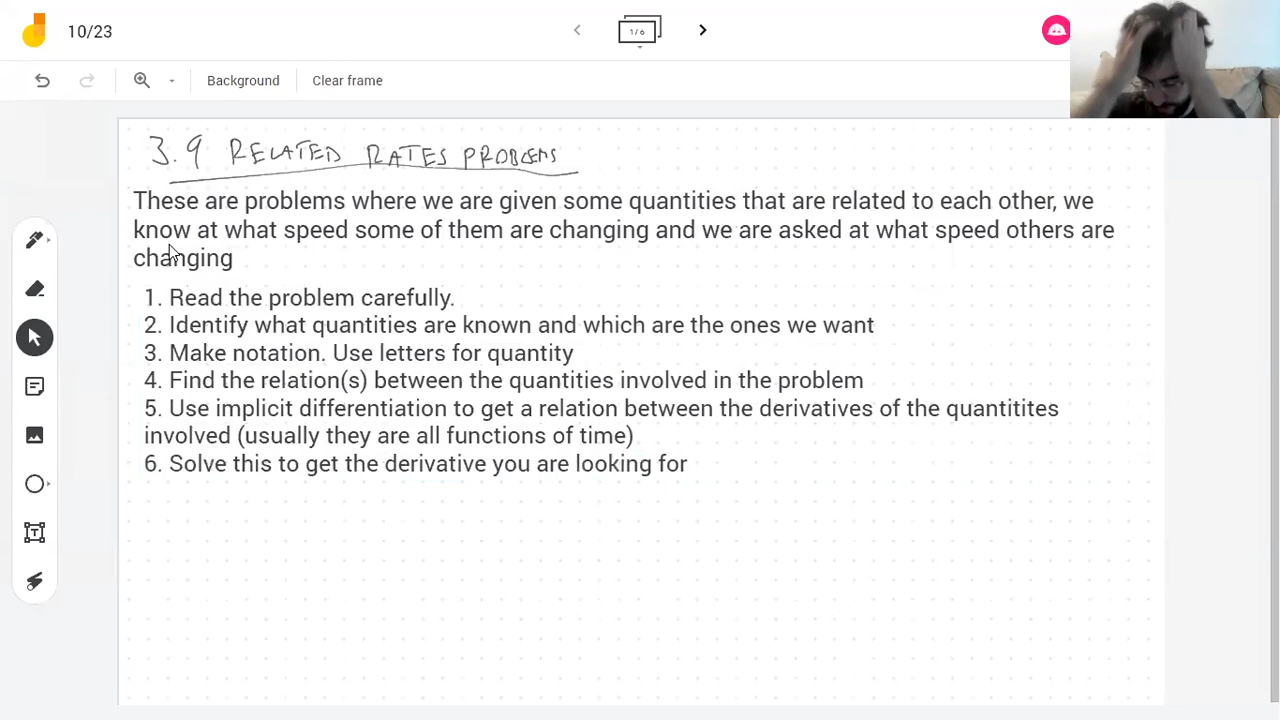 10/23
1/6
Background
Clear frame
3.9 RELATED RATES PROBLEMS
These are problems where we are given some quantities that are related to each other, we
know at what speed some of them are changing and we are asked at what speed others are
changing
1. Read the problem carefully.
2. Identify what quantities are known and which are the ones we want
3. Make notation. Use letters for quantity
4. Find the relation(s) between the quantities involved in the problem
5. Use implicit differentiation to get a relation between the derivatives of the quantitites
involved (usually they are all functions of time)
6. Solve this to get the derivative you are looking for